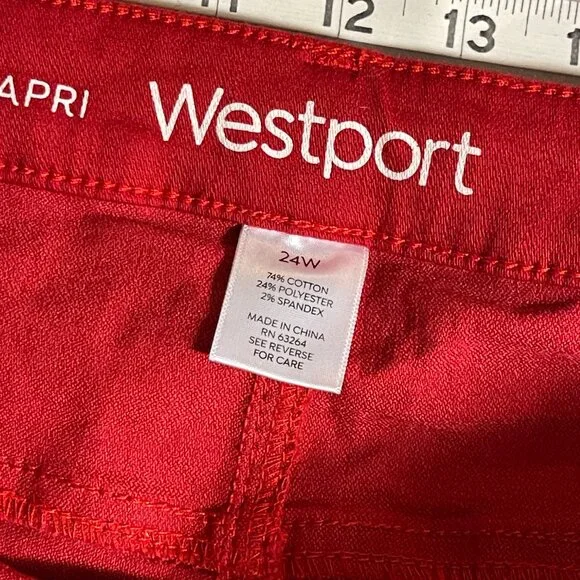 12 13
APRI
Westport
24W
74% COTTON
24% POLYESTER
2% SPANDEX
MADE IN CHINA
RN 63264
SEE REVERSE
FOR CARE